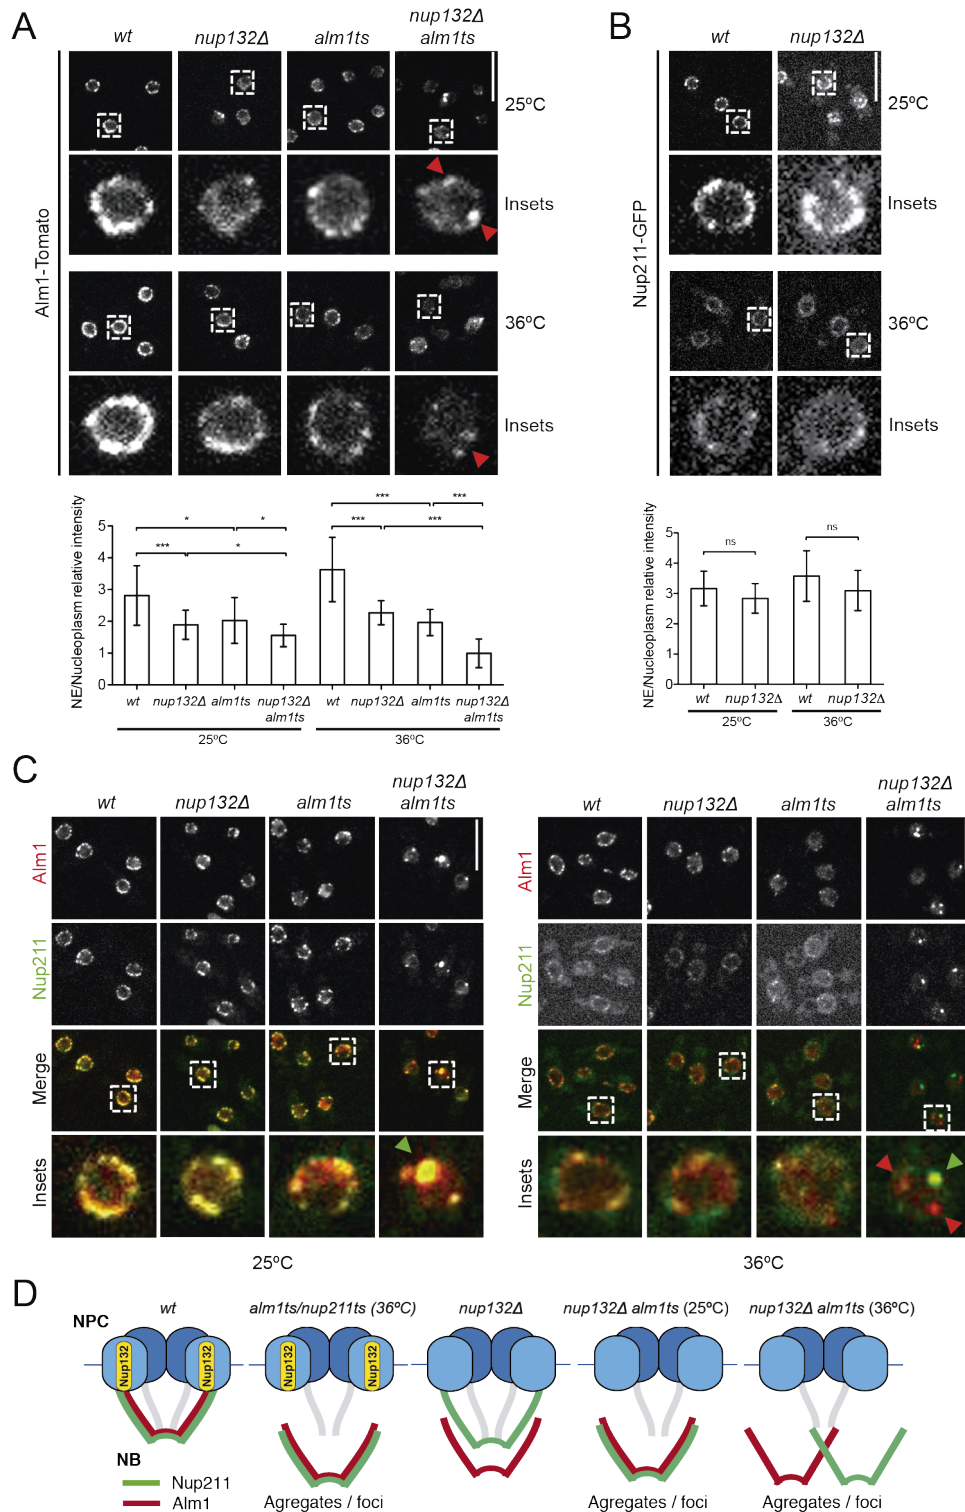 A
wt
nup132Δ
alm1ts
nup132Δ
alm1ts
Alm1-Tomato
25ºC
Insets
36ºC
Insets
NE/Nucleoplasm relative intensity
5
4
3
2
1
0
* *
*** *
*** ***
*** ***
wt nup132Δ alm1ts nup132Δ alm1ts
wt nup132Δ alm1ts nup132Δ alm1ts
25ºC
36ºC
B
wt
nup132Δ
Nup211-GFP
25ºC
Insets
36ºC
Insets
NE/Nucleoplasm relative intensity
5
4
3
2
1
0
ns
ns
wt nup132Δ wt nup132Δ
25ºC
36ºC
C
wt nup132Δ alm1ts nup132Δ alm1ts
Alm1
Nup211
Merge
Insets
25ºC
wt nup132Δ alm1ts nup132Δ alm1ts
Alm1
Nup211
Merge
Insets
36ºC
D
wt
alm1ts/nup211ts (36ºC)
nup132Δ
nup132Δ alm1ts (25ºC)
nup132Δ alm1ts (36ºC)
NPC
Nup132
Nup132
Nup132
Nup132
NB
Nup211
Alm1
Agregates / foci
Agregates / foci
Agregates / foci